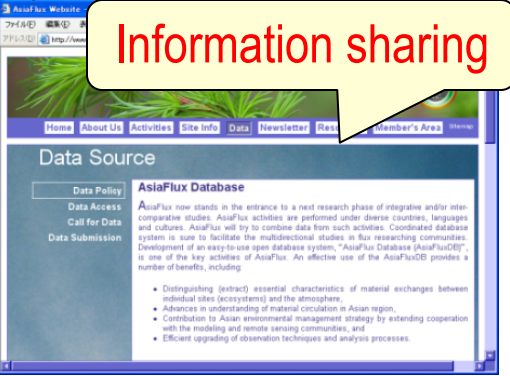 AsiaFlux Website
Information sharing
ファイル(F) 編集(E)
アドレス(D) http://www
Home About Us Activities Site Info Data Newsletter Member's Area Sitemap
Data Source
Data Policy
Data Access
Call for Data
Data Submission
AsiaFlux Database
AsiaFlux now stands in the entrance to a next research phase of integrative and/or inter-
comparative studies. AsiaFlux activities are performed under diverse countries, languages
and cultures. AsiaFlux will try to combine data from such activities. Coordinated database
system is sure to facilitate the multidirectional studies in flux researching communities.
Development of an easy-to-use open database system, "AsiaFlux Database (AsiaFluxDB)",
is one of the key activities of AsiaFlux. An effective use of the AsiaFluxDB provides a
number of benefits, including:
• Distinguishing (extract) essential characteristics of material exchanges between
individual sites (ecosystems) and the atmosphere,
• Advances in understanding of material circulation in Asian region,
• Contribution to Asian environmental management strategy by extending cooperation
with the modeling and remote sensing communities, and
• Efficient upgrading of observation techniques and analysis processes.